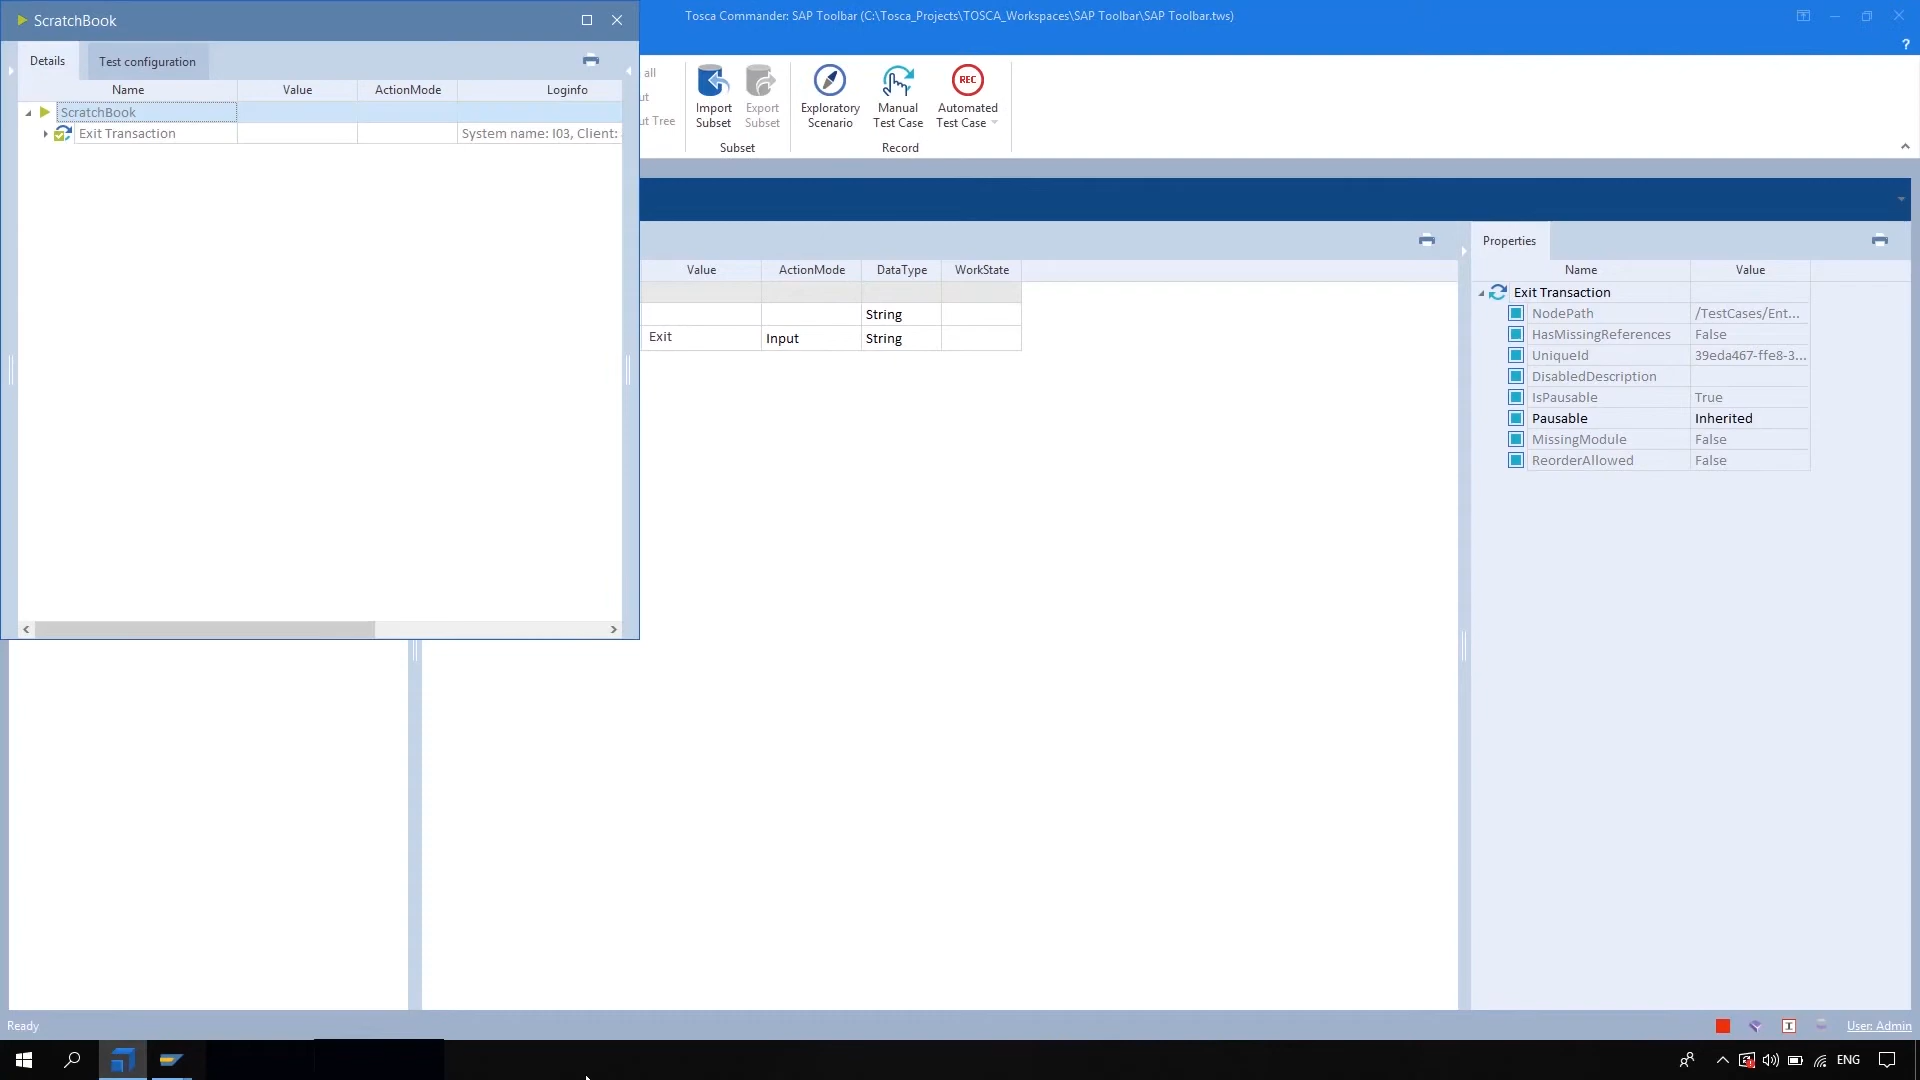 ScratchBook
Tosca Commander: SAP Toolbar (C:\Tosca_Projects\TOSCA_Workspaces\SAP Toolbar\SAP Toolbar.tws)
?
Details
Test configuration
Name Value ActionMode Loginfo
ScratchBook
Exit Transaction System name: I03, Client:
all
ut
ut Tree
Import Subset
Export Subset
Subset
Exploratory Scenario
Manual Test Case
REC
Automated Test Case
Record
Value ActionMode DataType WorkState
String
Exit Input String
Properties
Name Value
Exit Transaction
NodePath /TestCases/Ent...
HasMissingReferences False
UniqueId 39eda467-ffe8-3...
DisabledDescription
IsPausable True
Pausable Inherited
MissingModule False
ReorderAllowed False
Ready
User: Admin
ENG